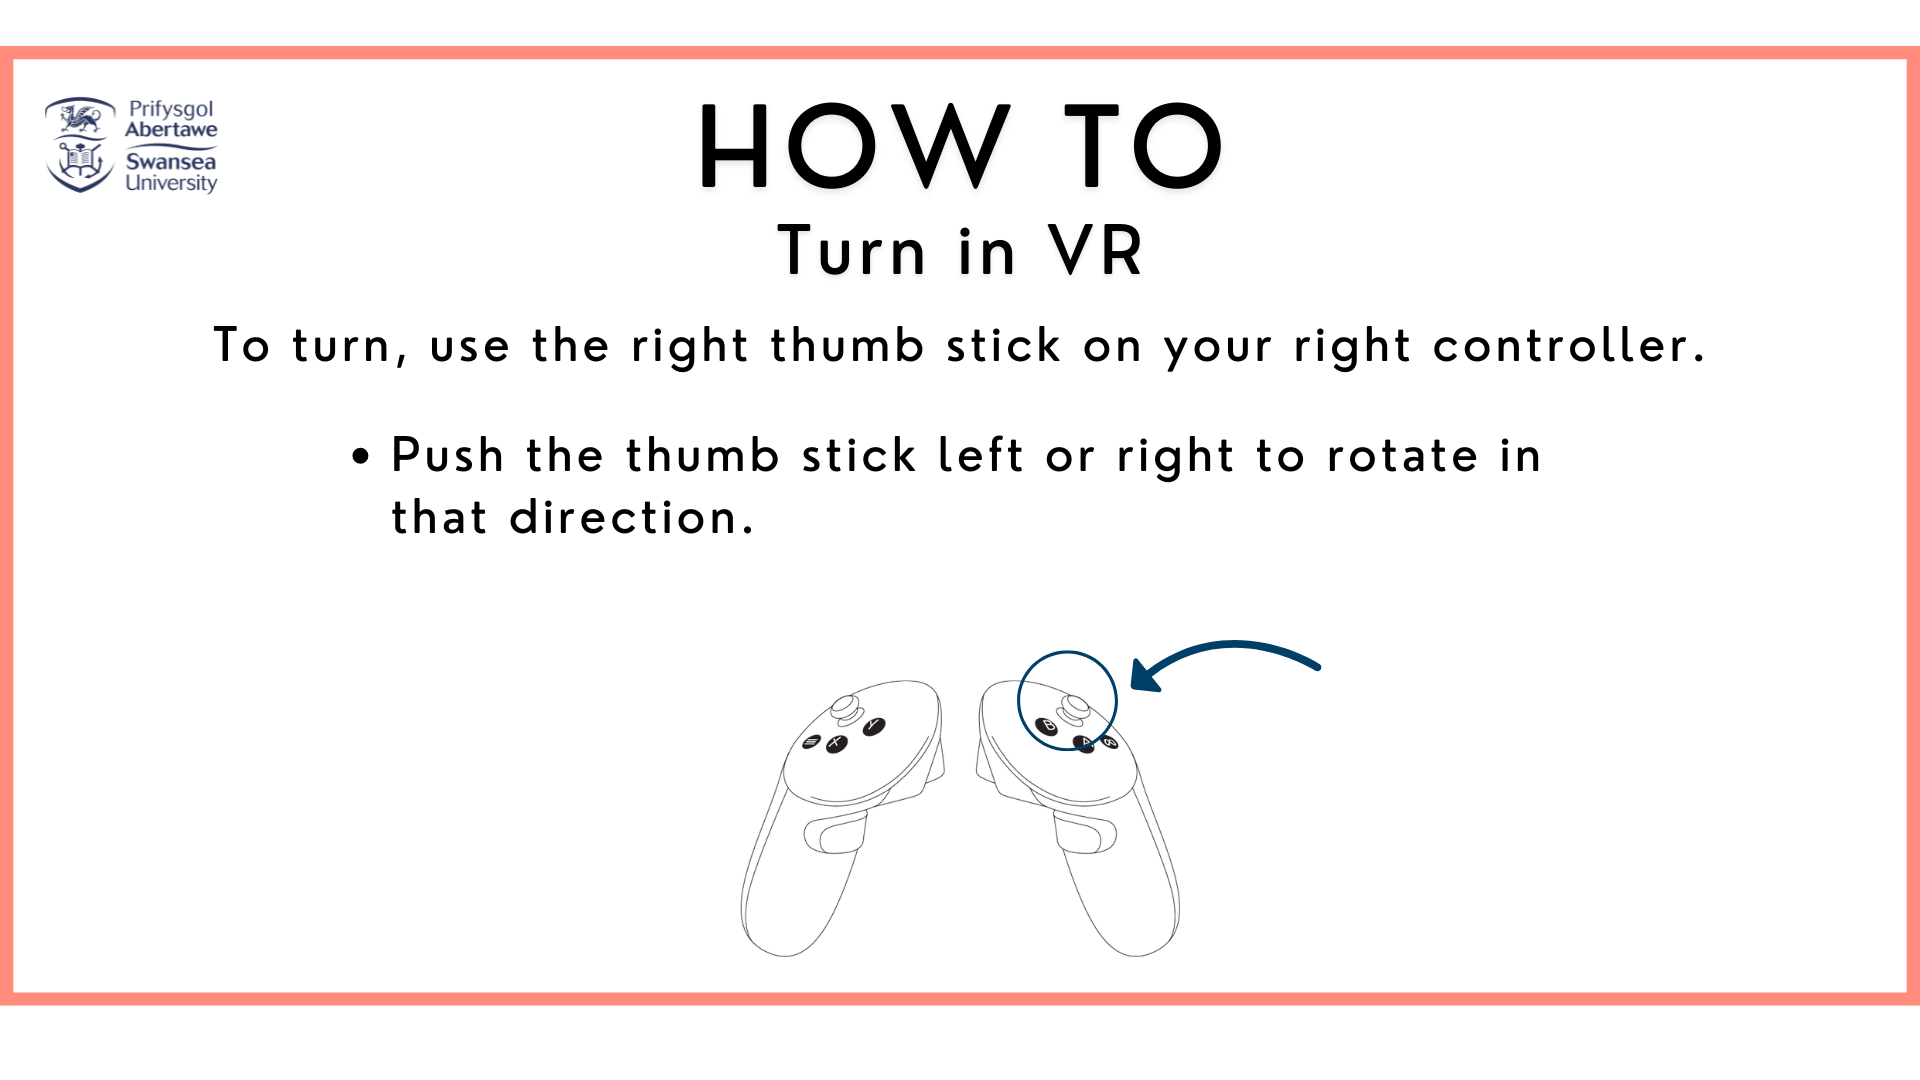 Prifysgol
Abertawe
Swansea
University
HOW TO
Turn in VR
To turn, use the right thumb stick on your right controller.
• Push the thumb stick left or right to rotate in
that direction.
Y
X
B
A